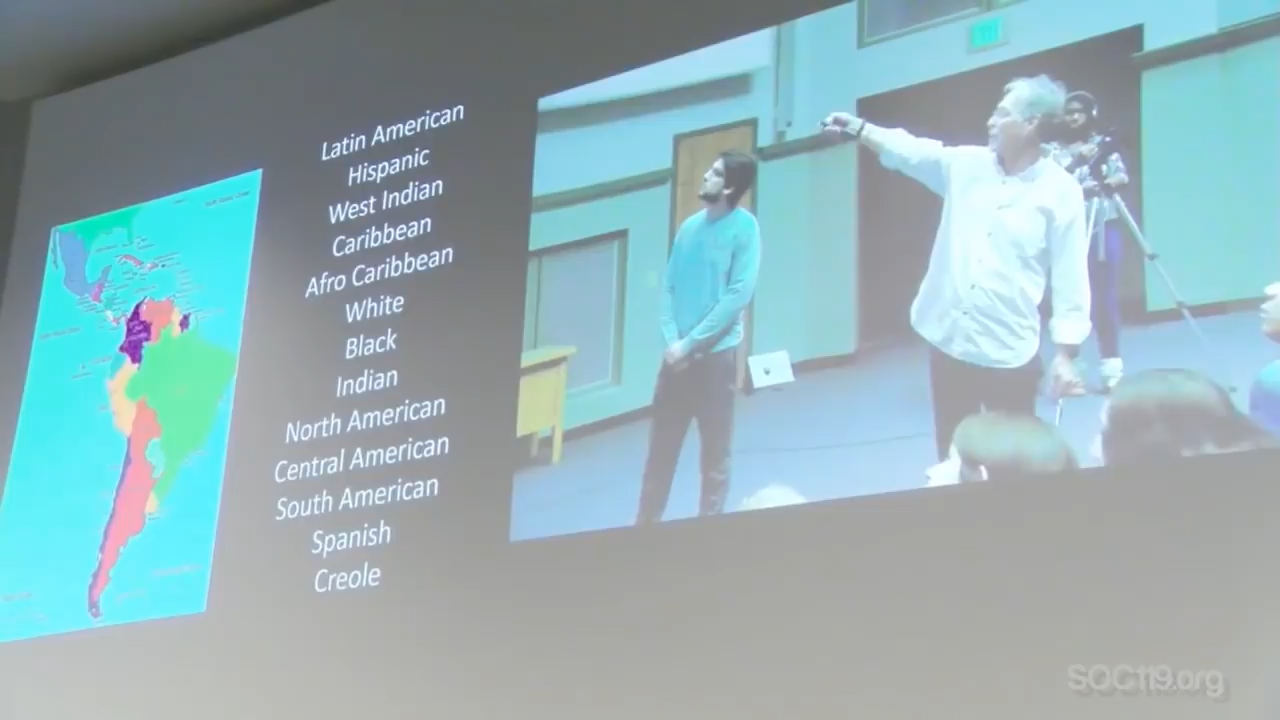 Latin American
Hispanic
West Indian
Caribbean
Afro Caribbean
White
Black
Indian
North American
Central American
South American
Spanish
Creole
SOC119.org